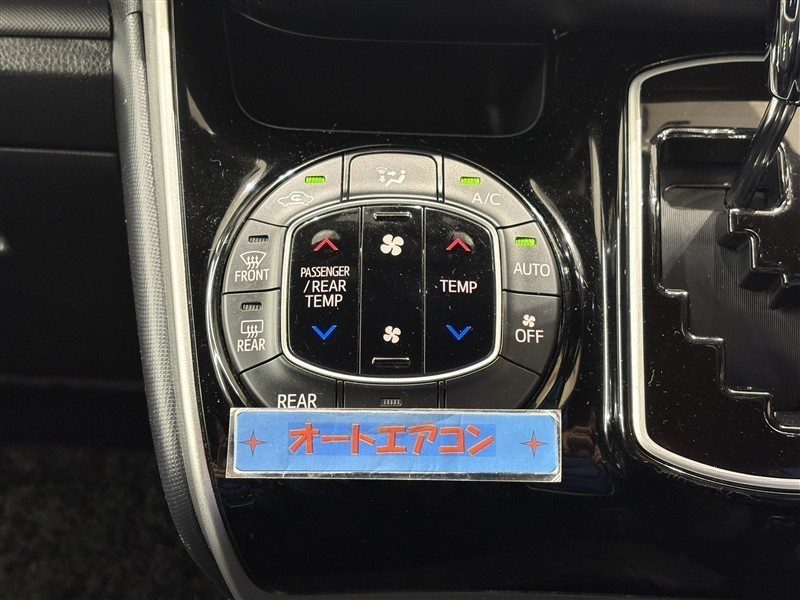 A/C
FRONT
PASSENGER
/REAR
TEMP
TEMP
AUTO
REAR
OFF
REAR
オートエアコン